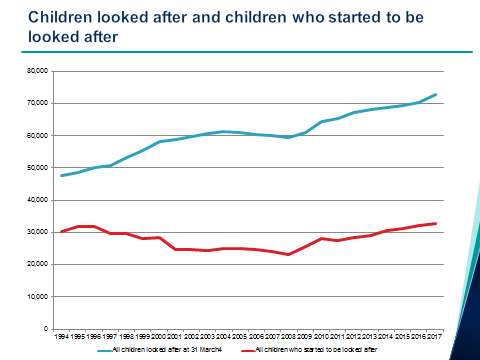 Children looked after and children who started to be
looked after
80,000
70,000
60,000
50,000
40,000
30,000
20,000
10,000
0
1994 1995 1996 1997 1998 1999 2000 2001 2002 2003 2004 2005 2006 2007 2008 2009 2010 2011 2012 2013 2014 2015 2016 2017
All children looked after at 31 March4 All children who started to be looked after